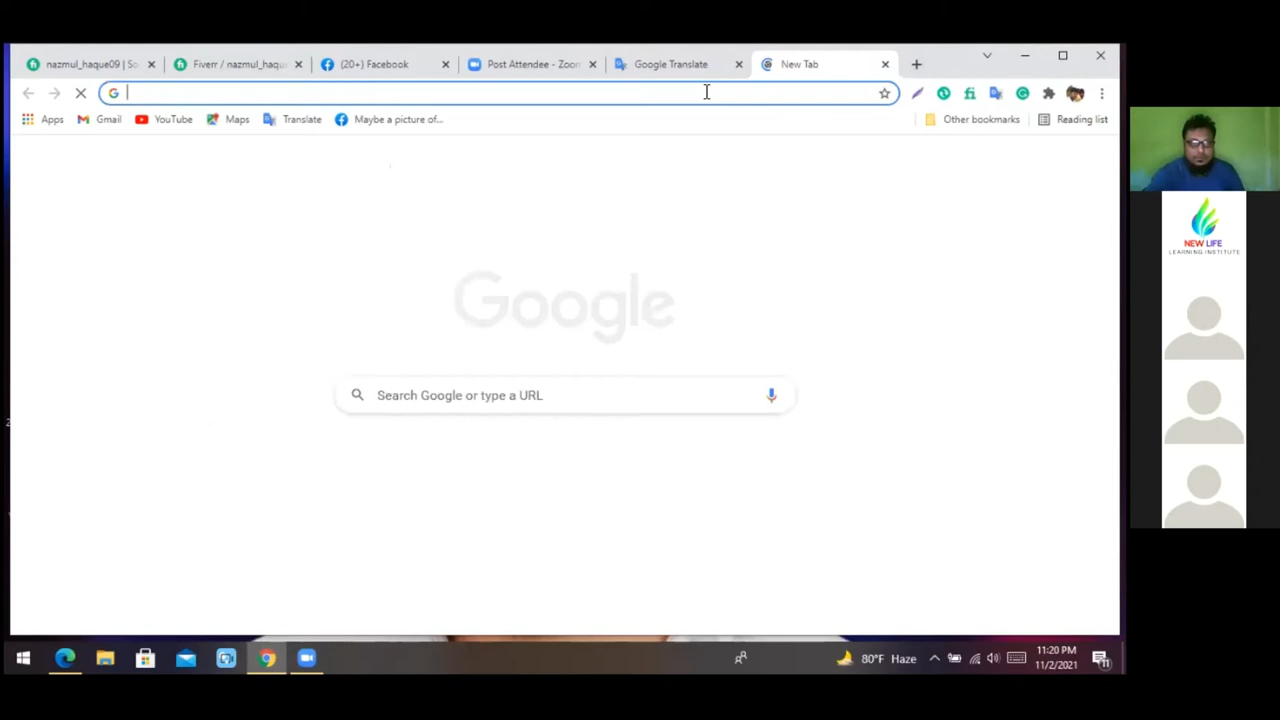 nazmul_haque09 | So
Fiverr / nazmul_haqu
(20+) Facebook
Post Attendee - Zoom
Google Translate
New Tab
Apps
Gmail
YouTube
Maps
Translate
Maybe a picture of...
Other bookmarks
Reading list
Google
Search Google or type a URL
NEW LIFE
LEARNING INSTITUTE
80°F Haze
11:20 PM
11/2/2021